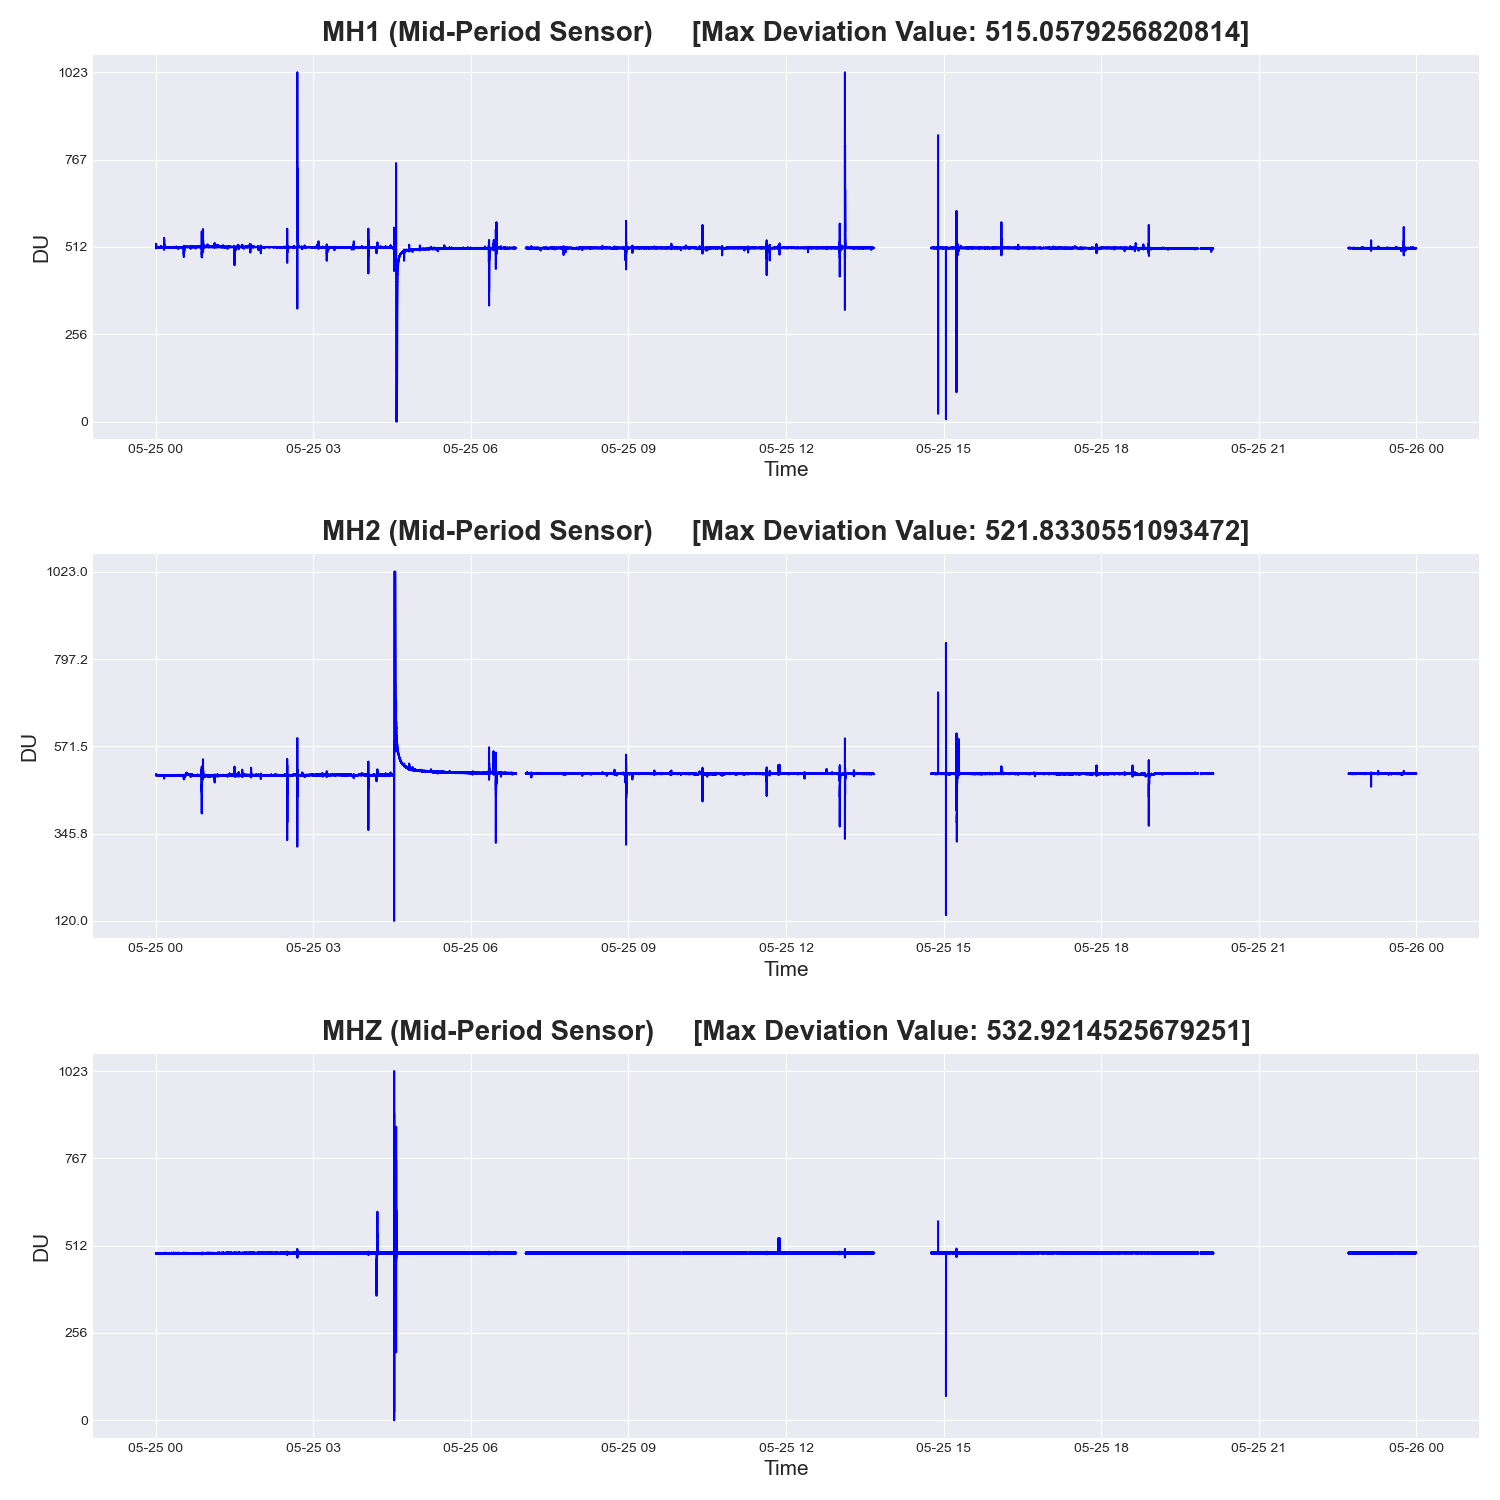 MH1 (Mid-Period Sensor) [Max Deviation Value: 515.0579256820814]
1023
767
512
256
0
DU
05-25 00 05-25 03 05-25 06 05-25 09 05-25 12 05-25 15 05-25 18 05-25 21 05-26 00
Time
MH2 (Mid-Period Sensor) [Max Deviation Value: 521.8330551093472]
1023.0
797.2
571.5
345.8
120.0
DU
05-25 00 05-25 03 05-25 06 05-25 09 05-25 12 05-25 15 05-25 18 05-25 21 05-26 00
Time
MHZ (Mid-Period Sensor) [Max Deviation Value: 532.9214525679251]
1023
767
512
256
0
DU
05-25 00 05-25 03 05-25 06 05-25 09 05-25 12 05-25 15 05-25 18 05-25 21 05-26 00
Time